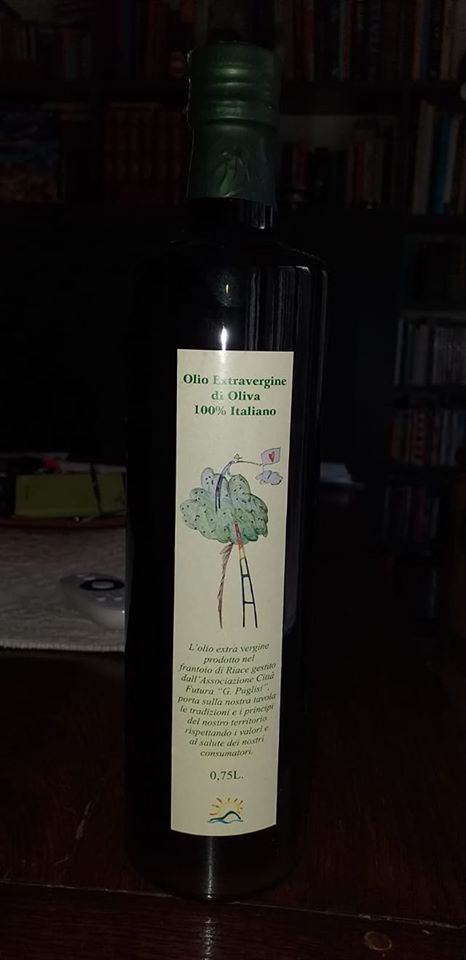 Olio Extravergine
di Oliva
100% Italiano
L'olio extra vergine
prodotto nel
frantoio di Riace gestito
dall'Associazione Città
Futura "G. Puglisi",
porta sulla nostra tavola
le tradizioni e i principi
del nostro territorio
rispettando i valori e
al salute dei nostri
consumatori.
0,75L.